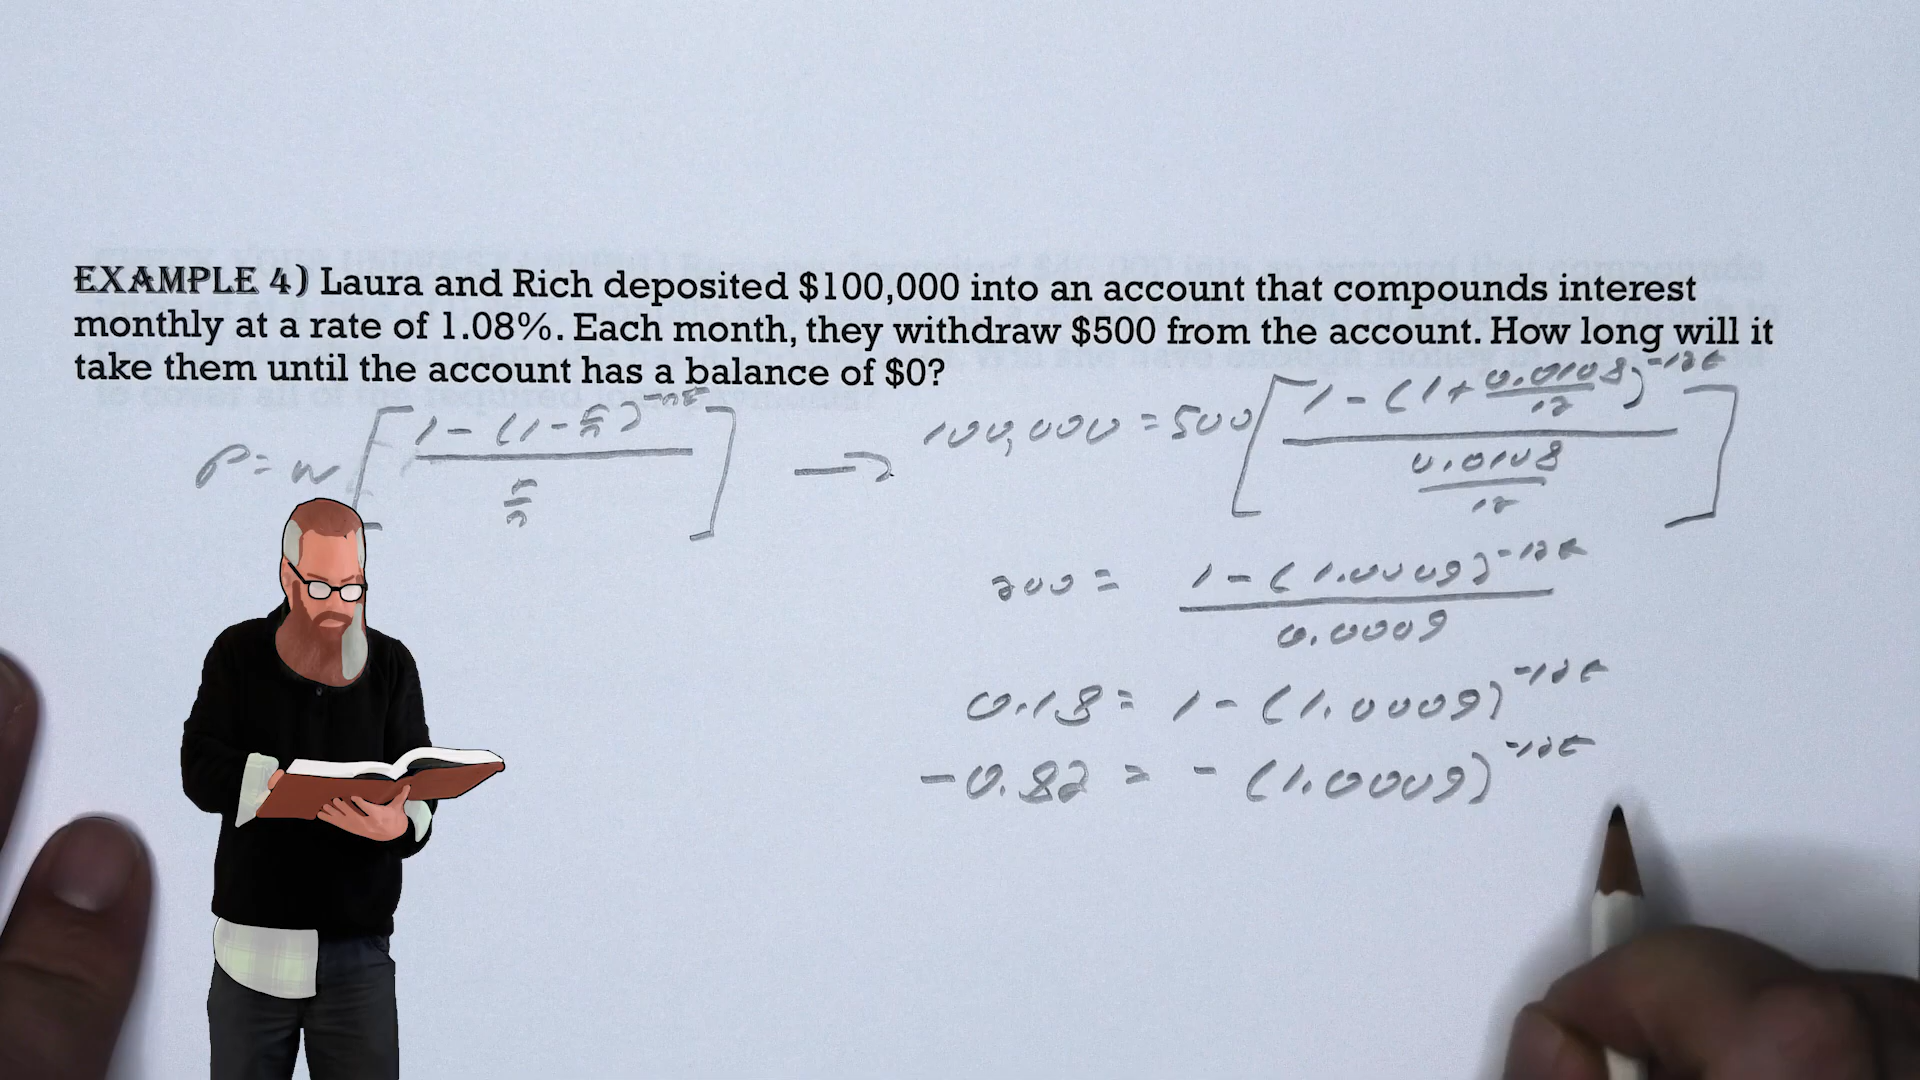 EXAMPLE 4) Laura and Rich deposited $100,000 into an account that compounds interest
monthly at a rate of 1.08%. Each month, they withdraw $500 from the account. How long will it
take them until the account has a balance of $0?
P = w [ 1 - (1 - r/n)^-nt / r/n ] → 100,000 = 500 [ 1 - (1 + 0.0108/12)^-12t / 0.0108/12 ]
200 = 1 - (1.0009)^-12t / 0.0009
0.18 = 1 - (1.0009)^-12t
-0.82 = - (1.0009)^-12t